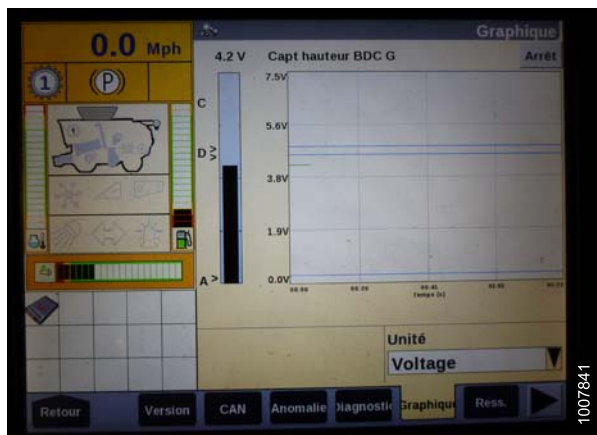 0.0 Mph
Graphique
1
P
4.2 V
Capt hauteur BDC G
Arrêt
7.5V
C
5.6V
D
3.8V
1.9V
A
0.0V
Temps (s)
Unité
Voltage
Retour
Version
CAN
Anomalie
Diagnostic
Graphique
Ress.
1007841